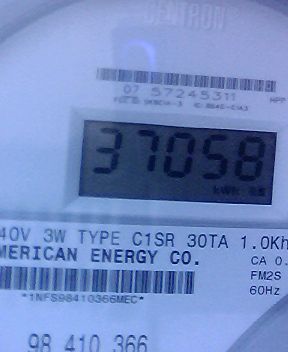 CENTRON
07 57245311
37058
kWh
40V 3W TYPE C1SR 30TA 1.0Kh
MERICAN ENERGY CO.
CA 0.
FM2S
*1NFS98410366MEC*
60Hz
98 410 366